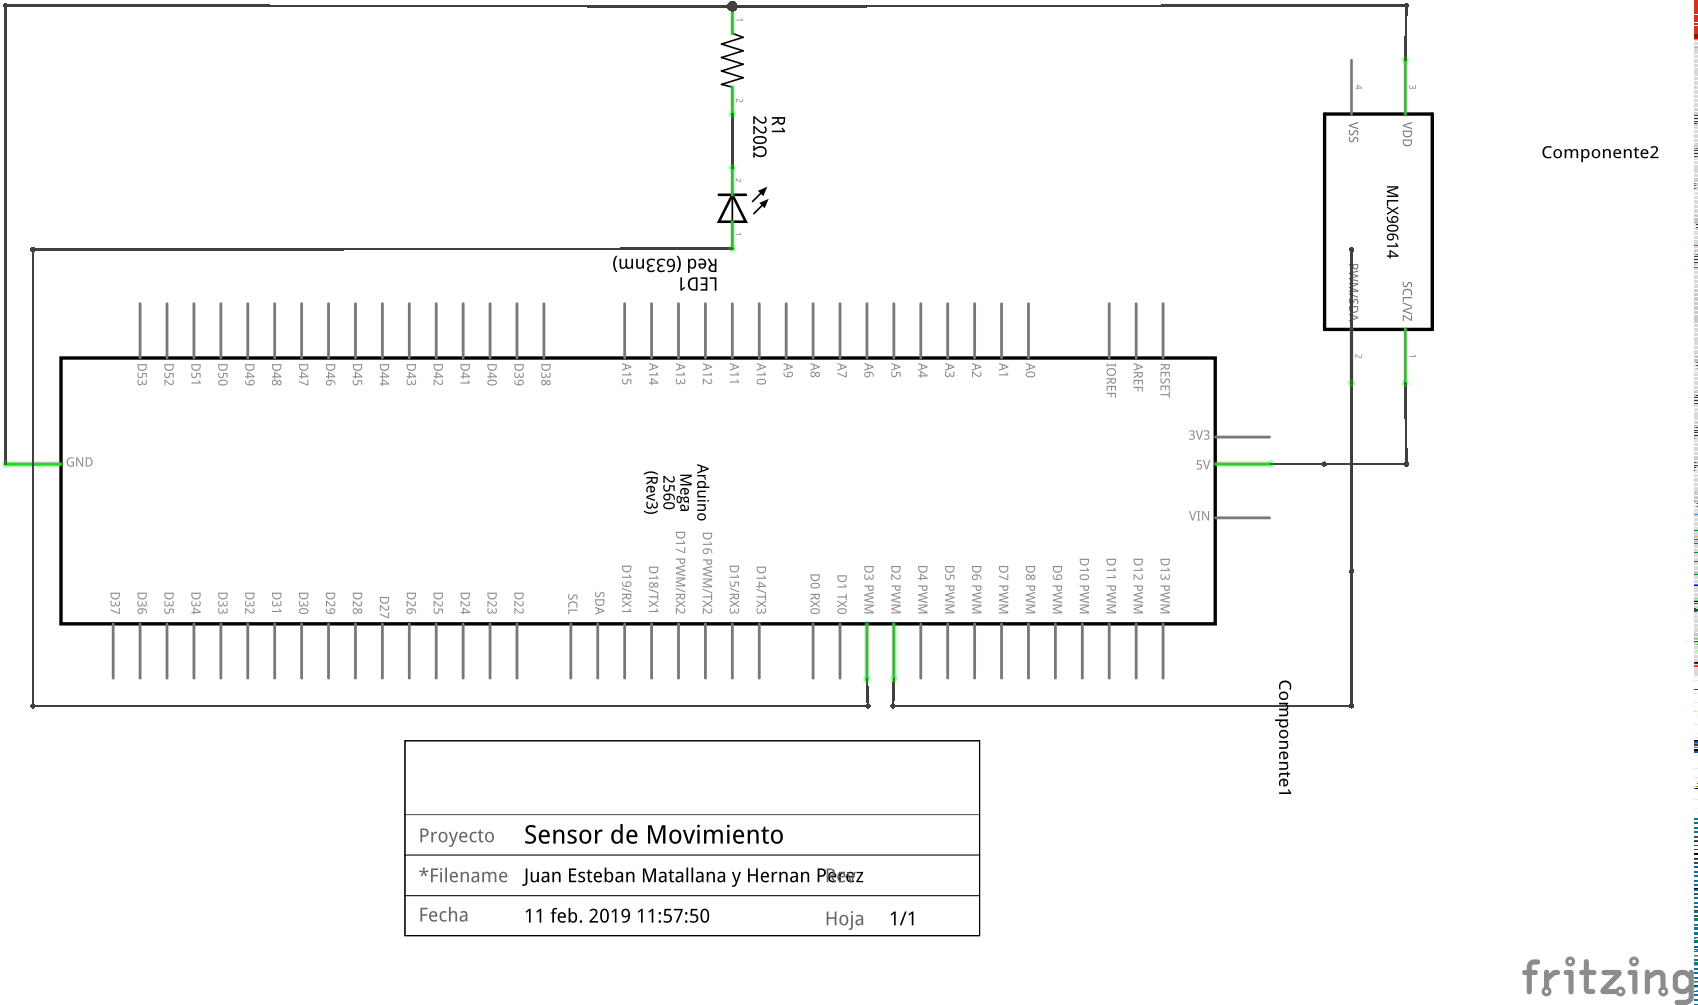 1
2
R1
220Ω
2
1
LED1
Red (633nm)
4
3
VSS
VDD
MLX90614
PWM/SDA
SCL/VZ
2
1
Componente2
D53
D52
D51
D50
D49
D48
D47
D46
D45
D44
D43
D42
D41
D40
D39
D38
A15
A14
A13
A12
A11
A10
A9
A8
A7
A6
A5
A4
A3
A2
A1
A0
IOREF
AREF
RESET
3V3
5V
VIN
GND
Arduino
Mega
2560
(Rev3)
D37
D36
D35
D34
D33
D32
D31
D30
D29
D28
D27
D26
D25
D24
D23
D22
SCL
SDA
D19/RX1
D18/TX1
D17 PWM/RX2
D16 PWM/TX2
D15/RX3
D14/TX3
D0 RX0
D1 TX0
D3 PWM
D2 PWM
D4 PWM
D5 PWM
D6 PWM
D7 PWM
D8 PWM
D9 PWM
D10 PWM
D11 PWM
D12 PWM
D13 PWM
Componente1
Proyecto Sensor de Movimiento
*Filename Juan Esteban Matallana y Hernan Perez Rev
Fecha 11 feb. 2019 11:57:50 Hoja 1/1
fritzing